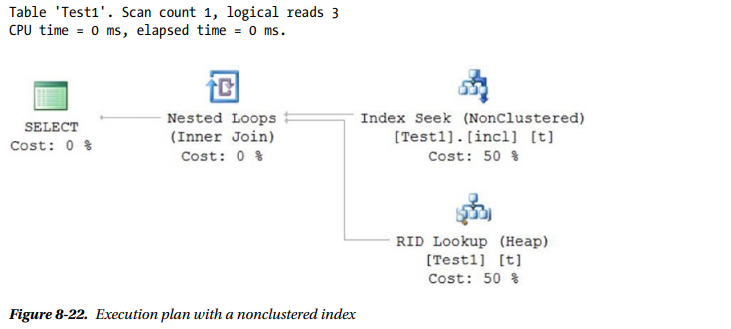 Table 'Test1'. Scan count 1, logical reads 3
CPU time = 0 ms, elapsed time = 0 ms.
SELECT
Cost: 0 %
Nested Loops
(Inner Join)
Cost: 0 %
Index Seek (NonClustered)
[Test1].[incl] [t]
Cost: 50 %
RID Lookup (Heap)
[Test1] [t]
Cost: 50 %
Figure 8-22. Execution plan with a nonclustered index